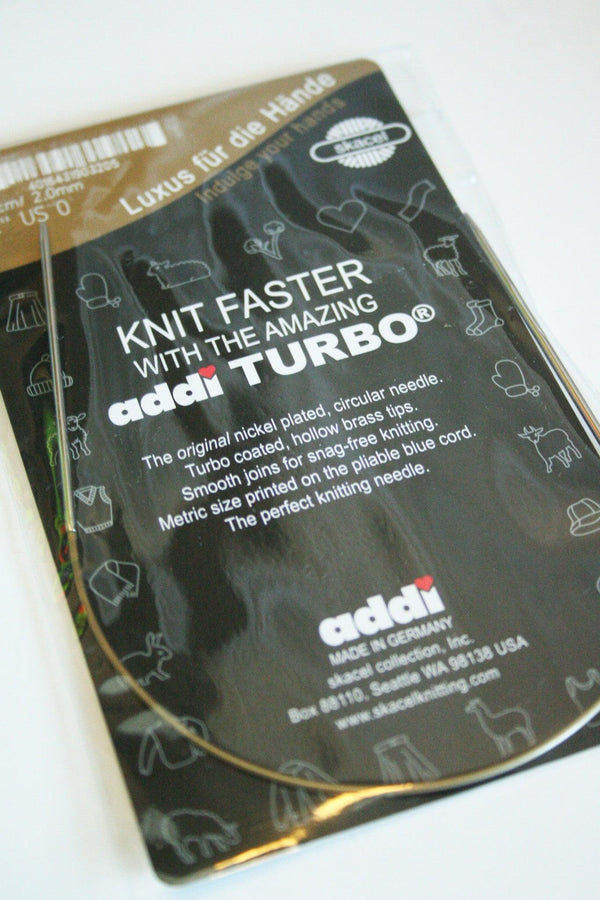 cm/ 2.0mm
US 0
Luxus für die Hände
Indulge your hands
skacel
KNIT FASTER
WITH THE AMAZING
addi TURBO®
The original nickel plated, circular needle.
Turbo coated, hollow brass tips.
Smooth joins for snag-free knitting.
Metric size printed on the pliable blue cord.
The perfect knitting needle.
addi
MADE IN GERMANY
skacel collection, Inc.
Box 88110, Seattle WA 98138 USA
www.skacelknitting.com